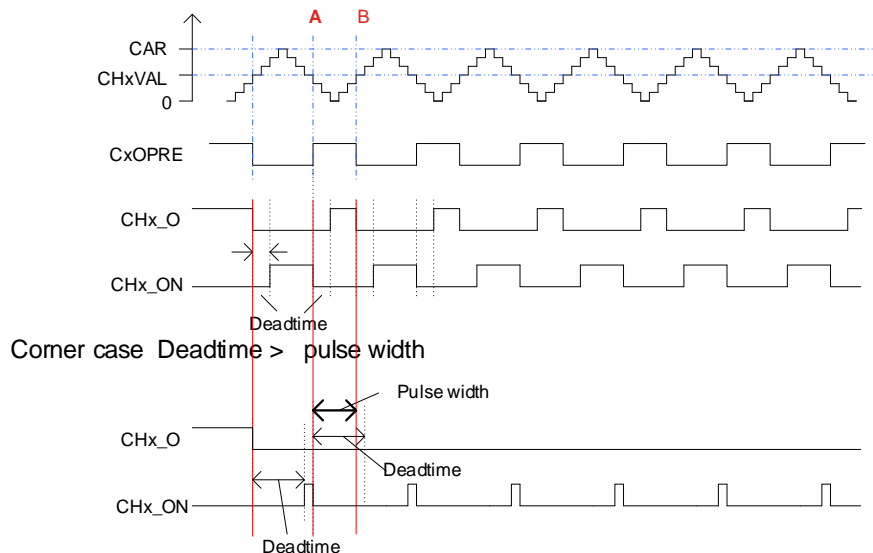 A B
CAR
CHxVAL
0
CxOPRE
CHx_O
CHx_ON
Deadtime
Corner case Deadtime > pulse width
Pulse width
CHx_O
Deadtime
CHx_ON
Deadtime